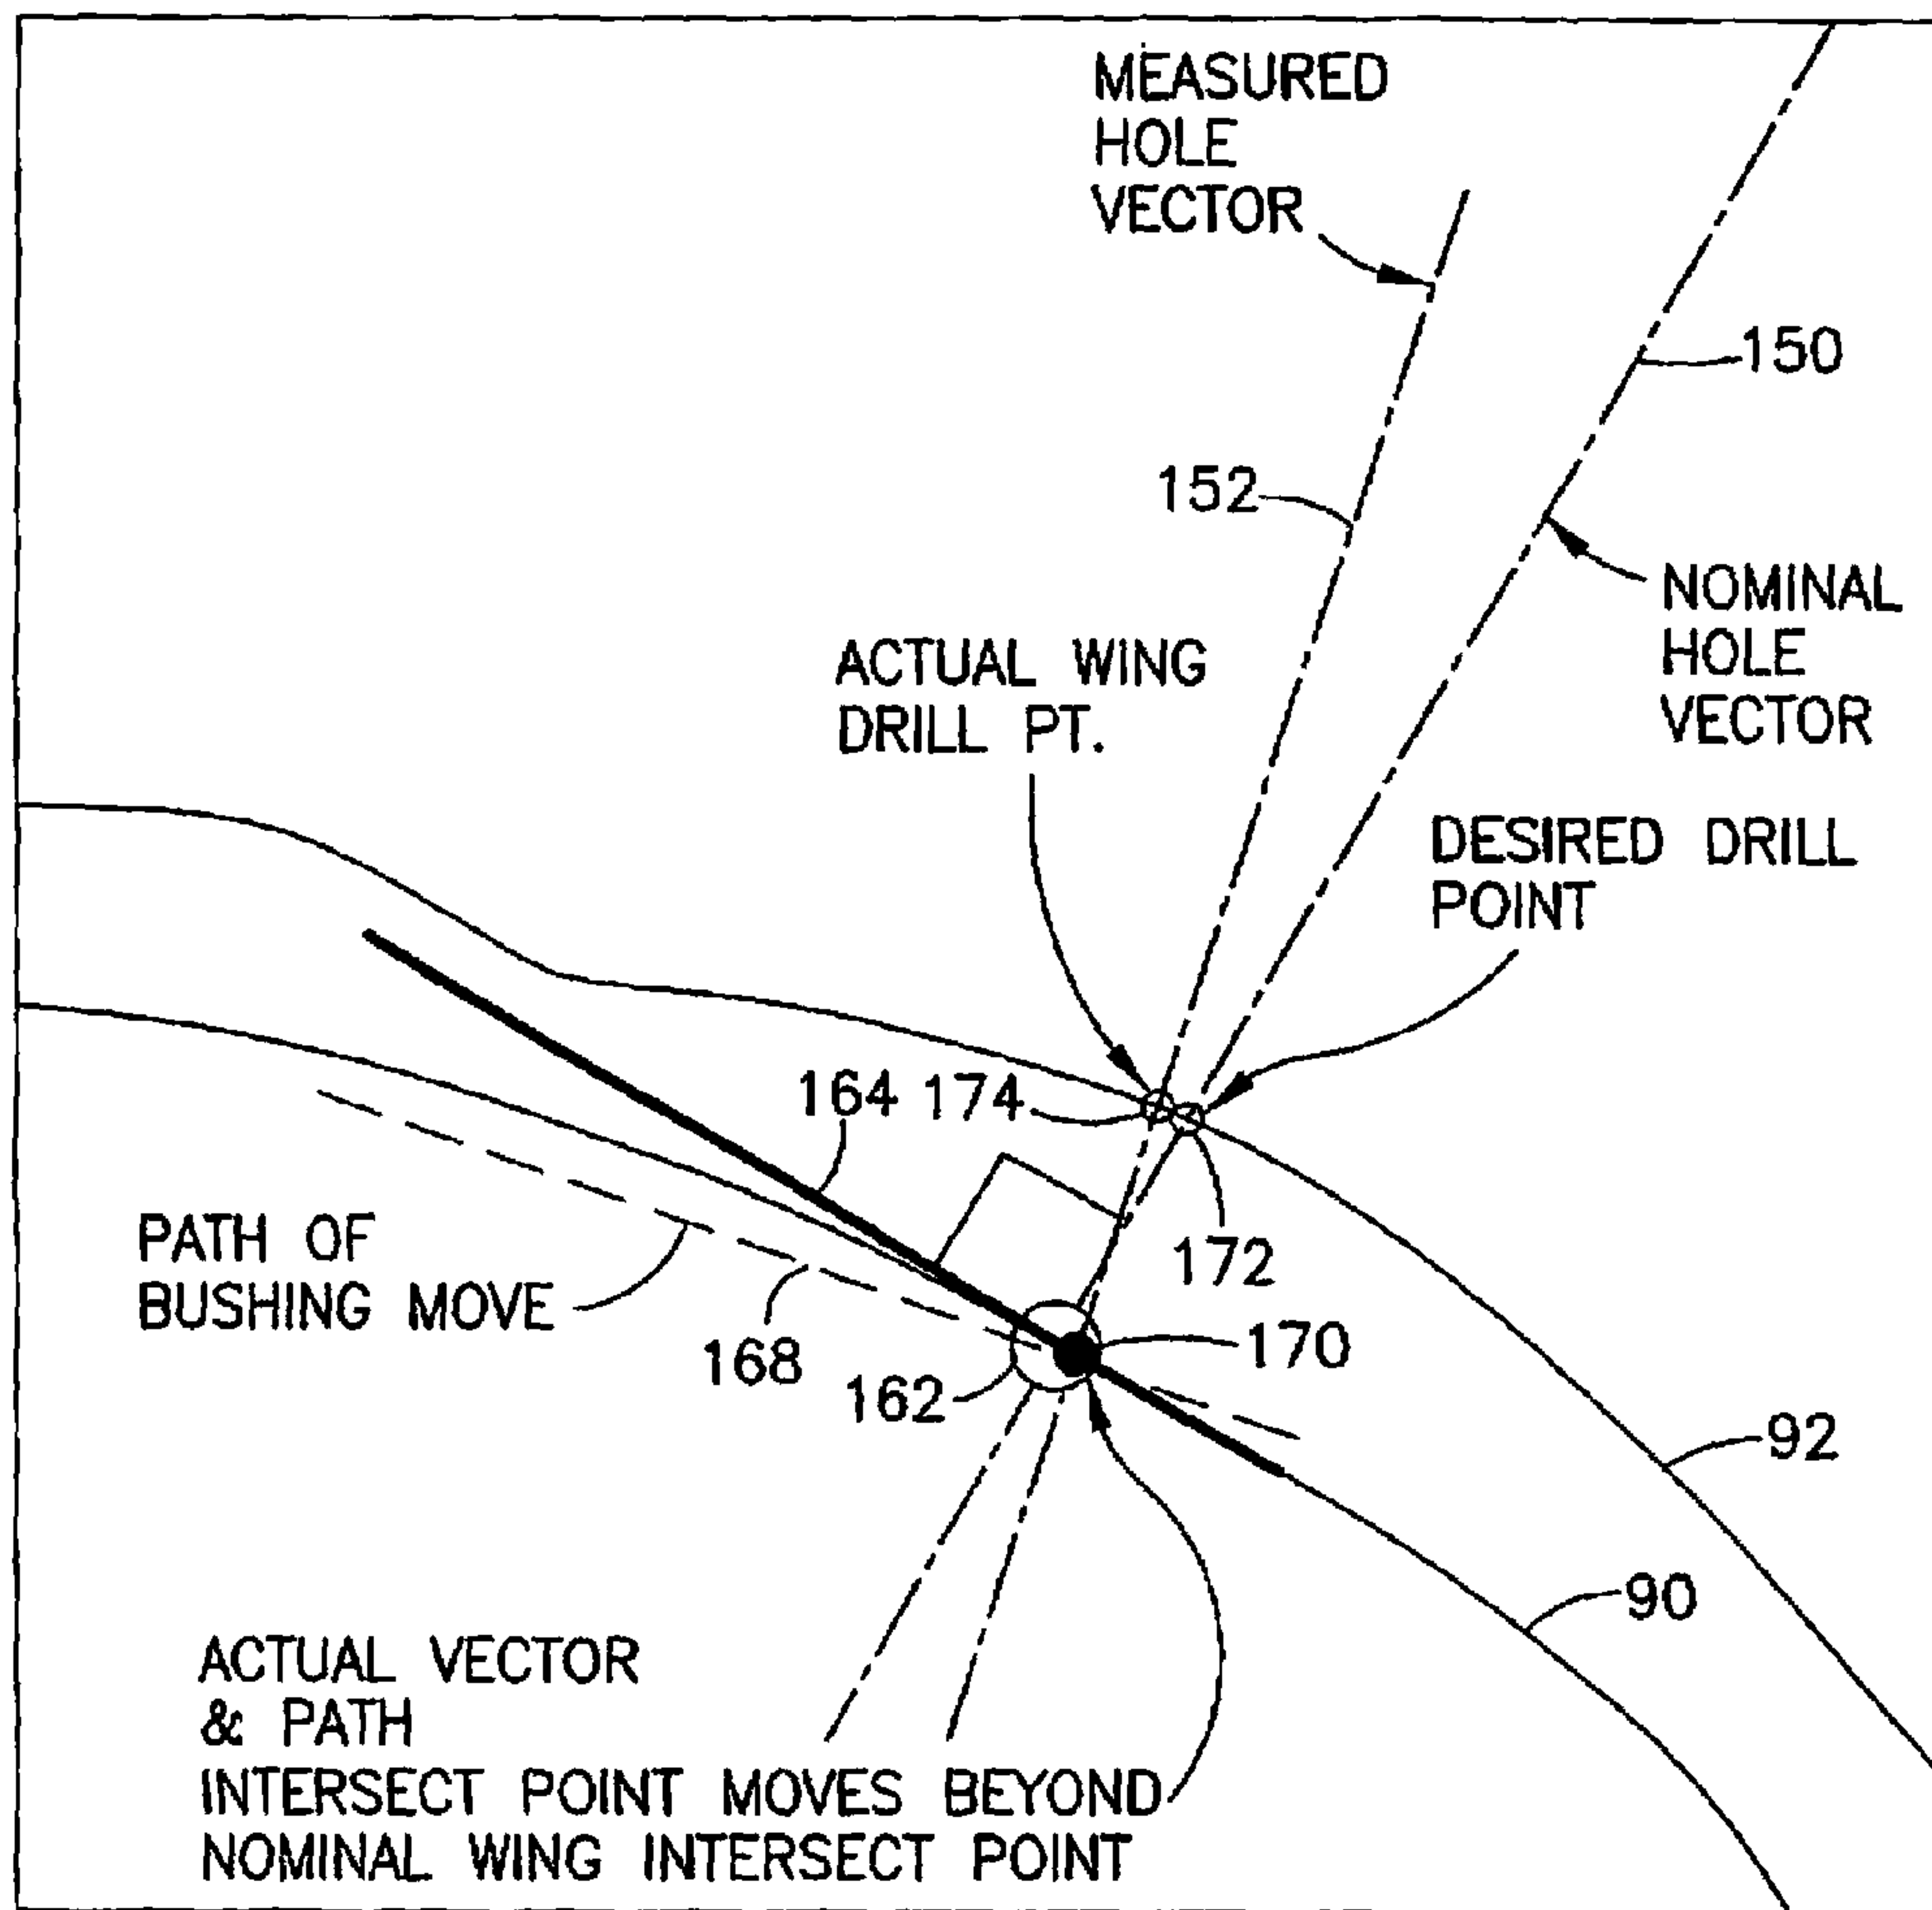 MEASURED
HOLE
VECTOR
150
152
NOMINAL
HOLE
VECTOR
ACTUAL WING
DRILL PT.
DESIRED DRILL
POINT
164
174
PATH OF
BUSHING MOVE
172
168
162
170
92
90
ACTUAL VECTOR
& PATH
INTERSECT POINT MOVES BEYOND
NOMINAL WING INTERSECT POINT